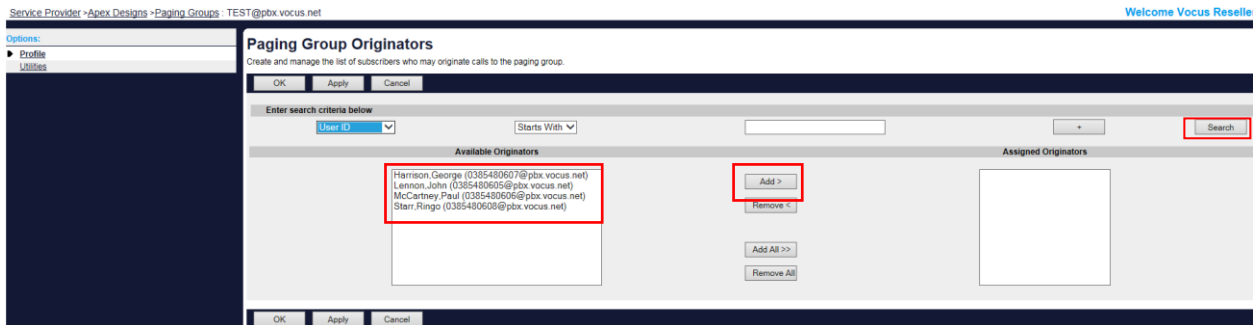 Service Provider >Apex Designs >Paging Groups : TEST@pbx.vocus.net
Welcome Vocus Reselle
Options:
Profile
Utilities
Paging Group Originators
Create and manage the list of subscribers who may originate calls to the paging group.
OK Apply Cancel
Enter search criteria below
User ID Starts With + Search
Available Originators Assigned Originators
Harrison,George (0385480607@pbx.vocus.net)
Lennon,John (0385480605@pbx.vocus.net)
McCartney,Paul (0385480606@pbx.vocus.net)
Starr,Ringo (0385480608@pbx.vocus.net)
Add >
Remove <
Add All >>
Remove All
OK Apply Cancel